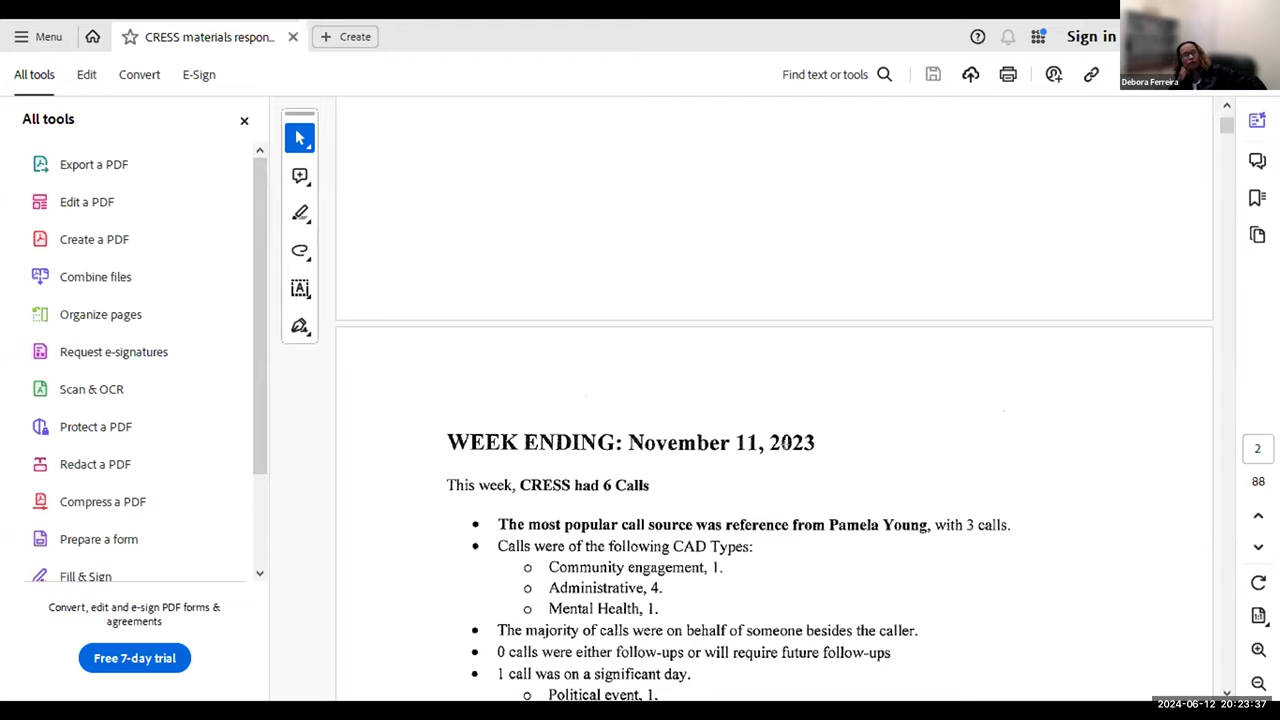 Menu
CRESS materials respon...
Create
Sign in
All tools
Edit
Convert
E-Sign
Find text or tools
Debora Ferreira
All tools
Export a PDF
Edit a PDF
Create a PDF
Combine files
Organize pages
Request e-signatures
Scan & OCR
Protect a PDF
Redact a PDF
Compress a PDF
Prepare a form
Fill & Sign
Convert, edit and e-sign PDF forms &
agreements
Free 7-day trial
WEEK ENDING: November 11, 2023
This week, CRESS had 6 Calls
• The most popular call source was reference from Pamela Young, with 3 calls.
• Calls were of the following CAD Types:
o Community engagement, 1.
o Administrative, 4.
o Mental Health, 1.
• The majority of calls were on behalf of someone besides the caller.
• 0 calls were either follow-ups or will require future follow-ups
• 1 call was on a significant day.
o Political event, 1.
2
88
2024-06-12 20:23:37